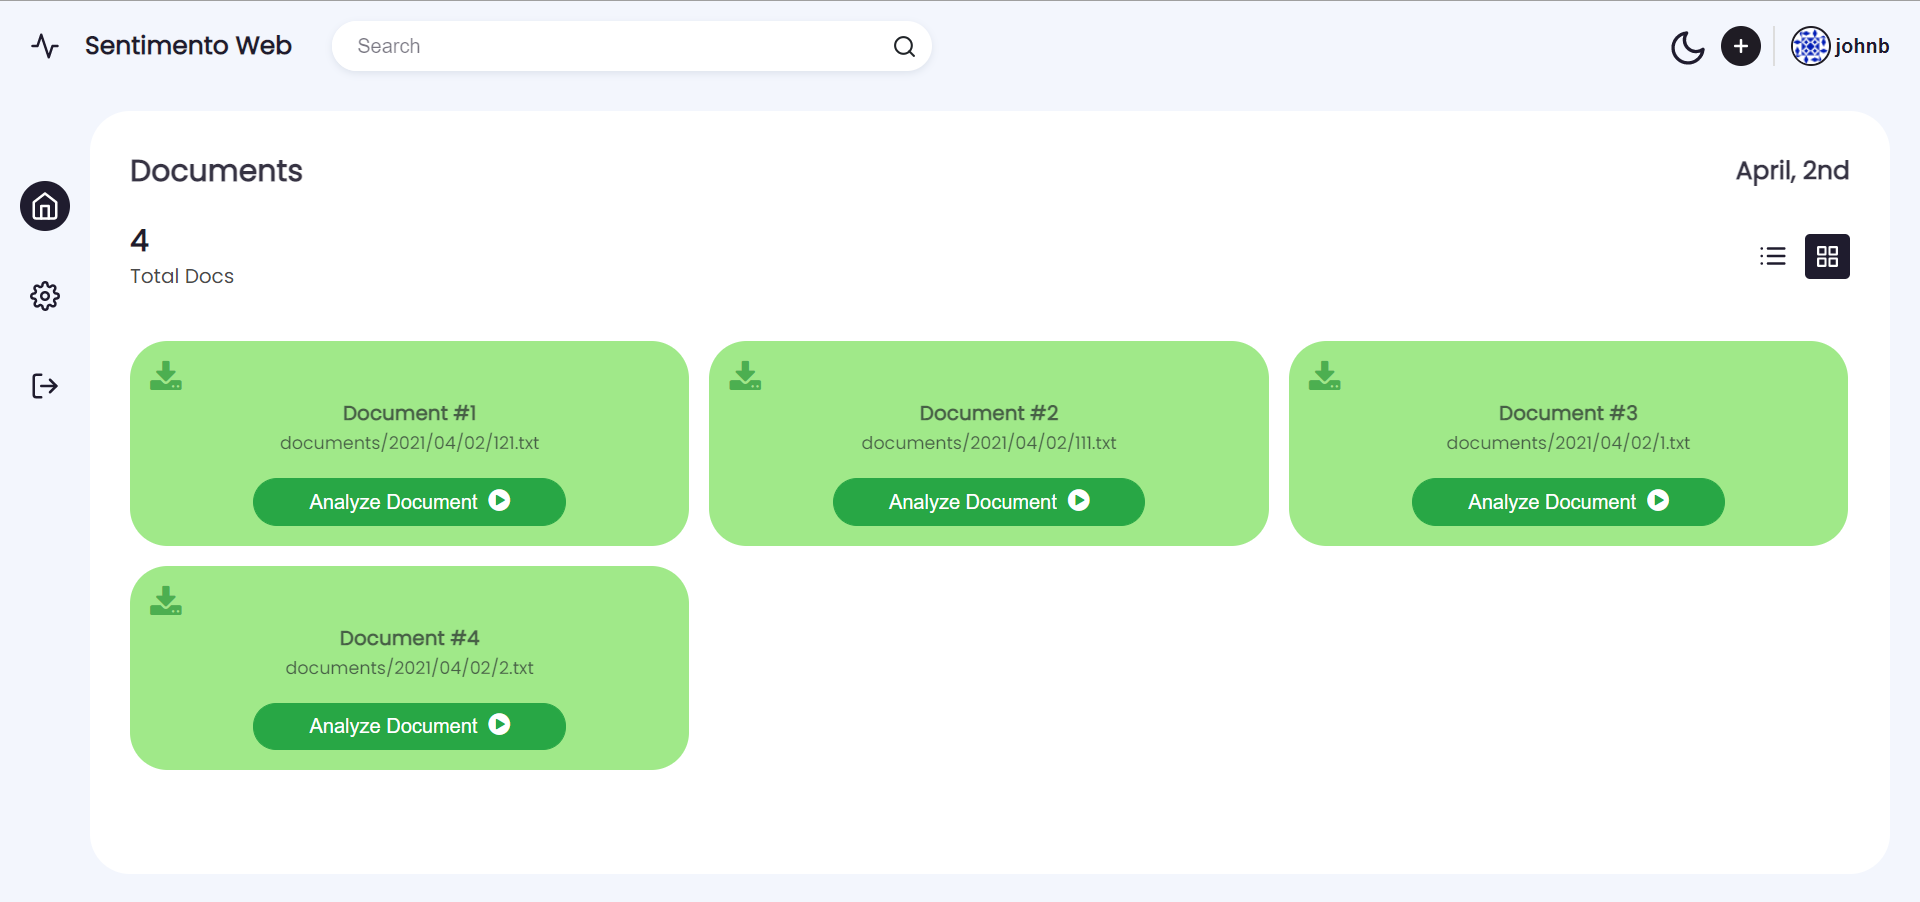 Sentimento Web
Search
johnb
Documents
April, 2nd
4
Total Docs
Document #1
documents/2021/04/02/121.txt
Analyze Document
Document #2
documents/2021/04/02/111.txt
Analyze Document
Document #3
documents/2021/04/02/1.txt
Analyze Document
Document #4
documents/2021/04/02/2.txt
Analyze Document